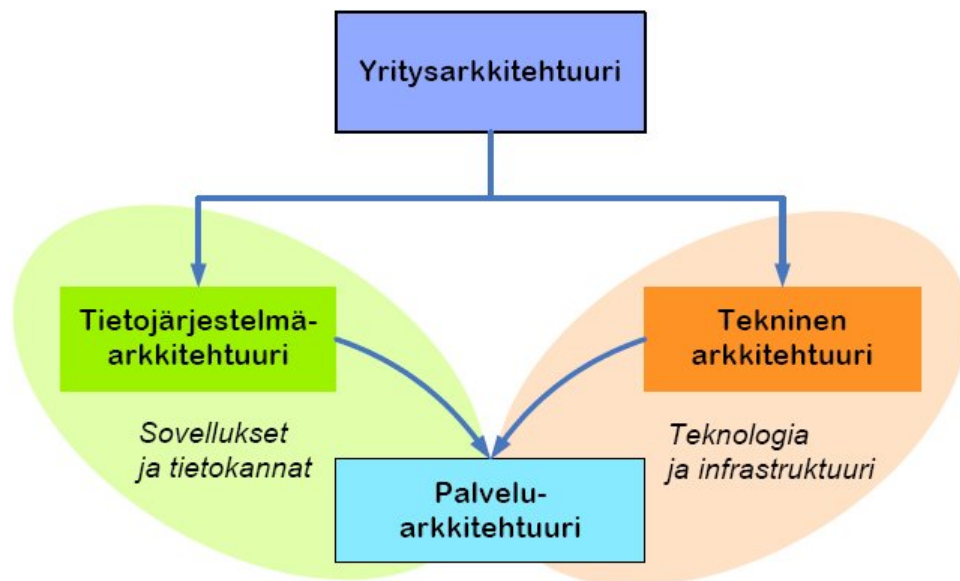 Yritysarkkitehtuuri
Tietojärjestelmä-
arkkitehtuuri
Tekninen
arkkitehtuuri
Sovellukset
ja tietokannat
Teknologia
ja infrastruktuuri
Palvelu-
arkkitehtuuri